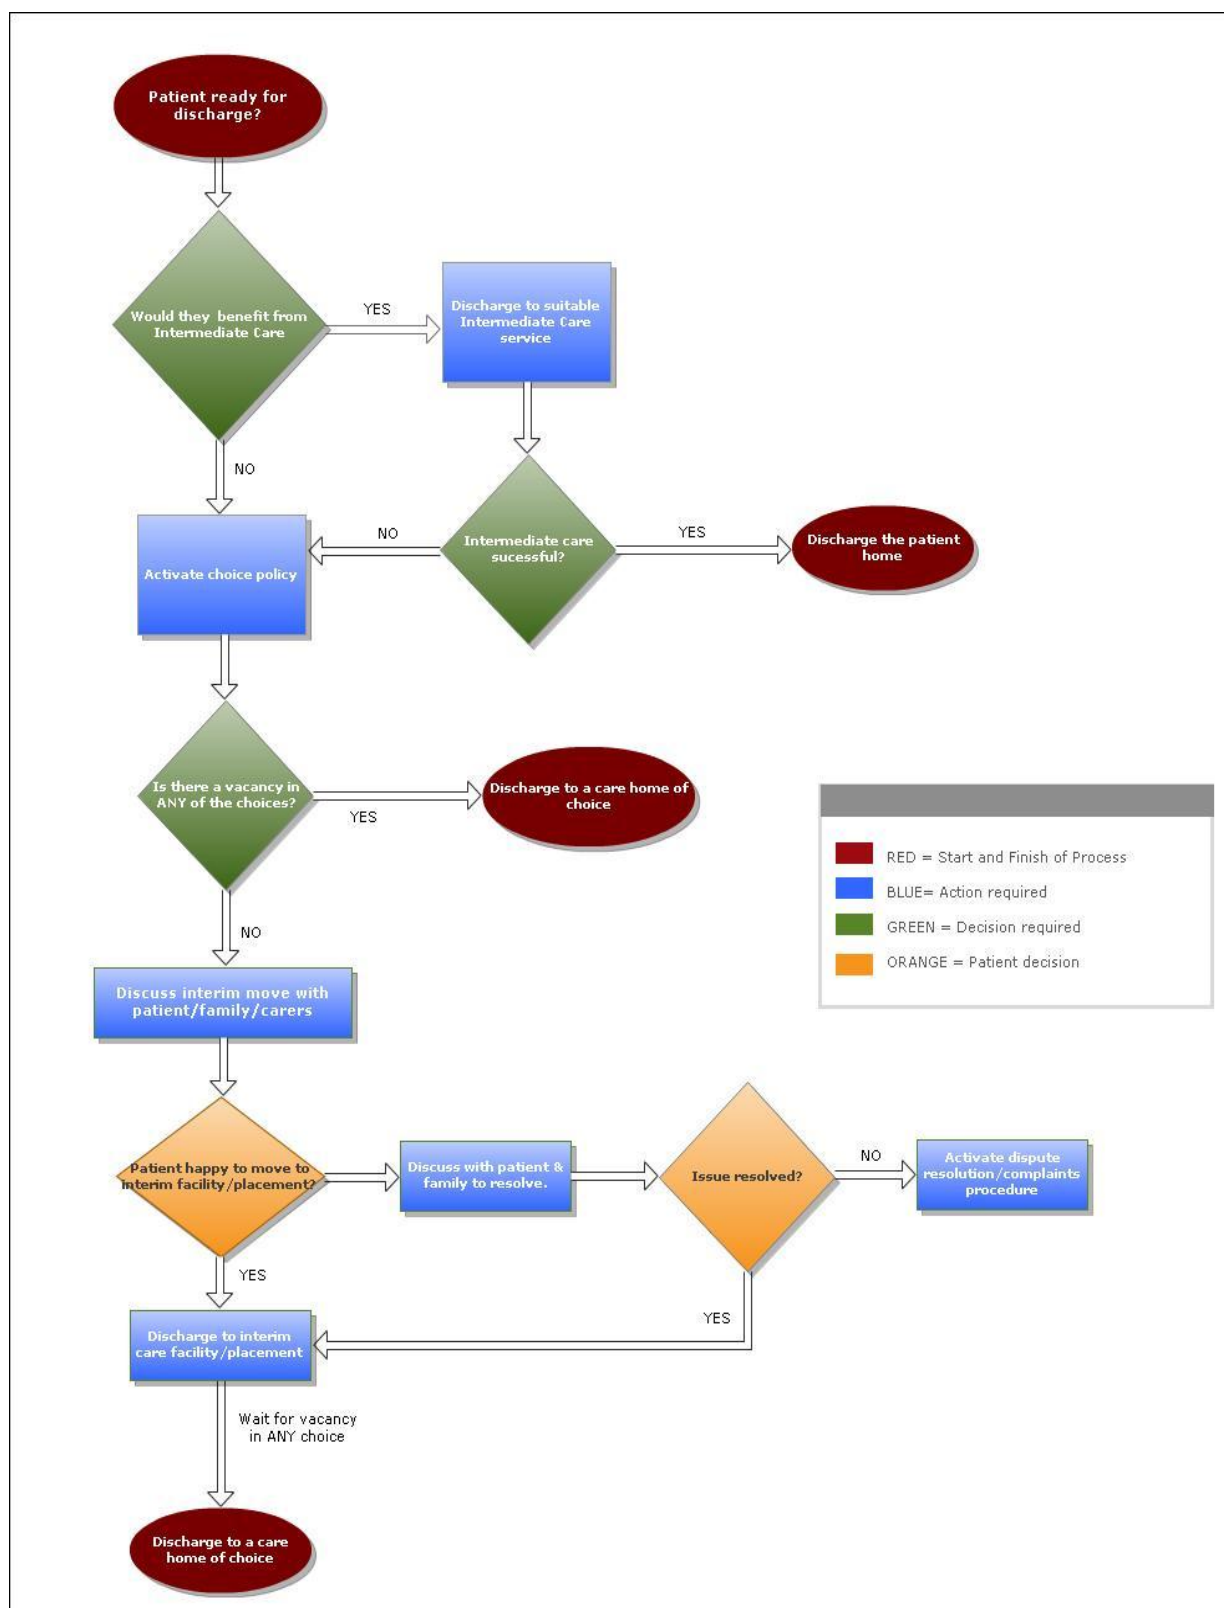 Patient ready for
discharge?
Would they benefit from
Intermediate Care
YES
Discharge to suitable
Intermediate Care
service
NO
Activate choice policy
NO
Intermediate care
sucessful?
YES
Discharge the patient
home
Is there a vacancy in
ANY of the choices?
YES
Discharge to a care home of
choice
RED = Start and Finish of Process
BLUE= Action required
GREEN = Decision required
ORANGE = Patient decision
NO
Discuss interim move with
patient/family/carers
Patient happy to move to
interim facility/placement?
Discuss with patient &
family to resolve.
Issue resolved?
NO
Activate dispute
resolution/complaints
procedure
YES
YES
Discharge to interim
care facility/placement
Wait for vacancy
in ANY choice
Discharge to a care
home of choice